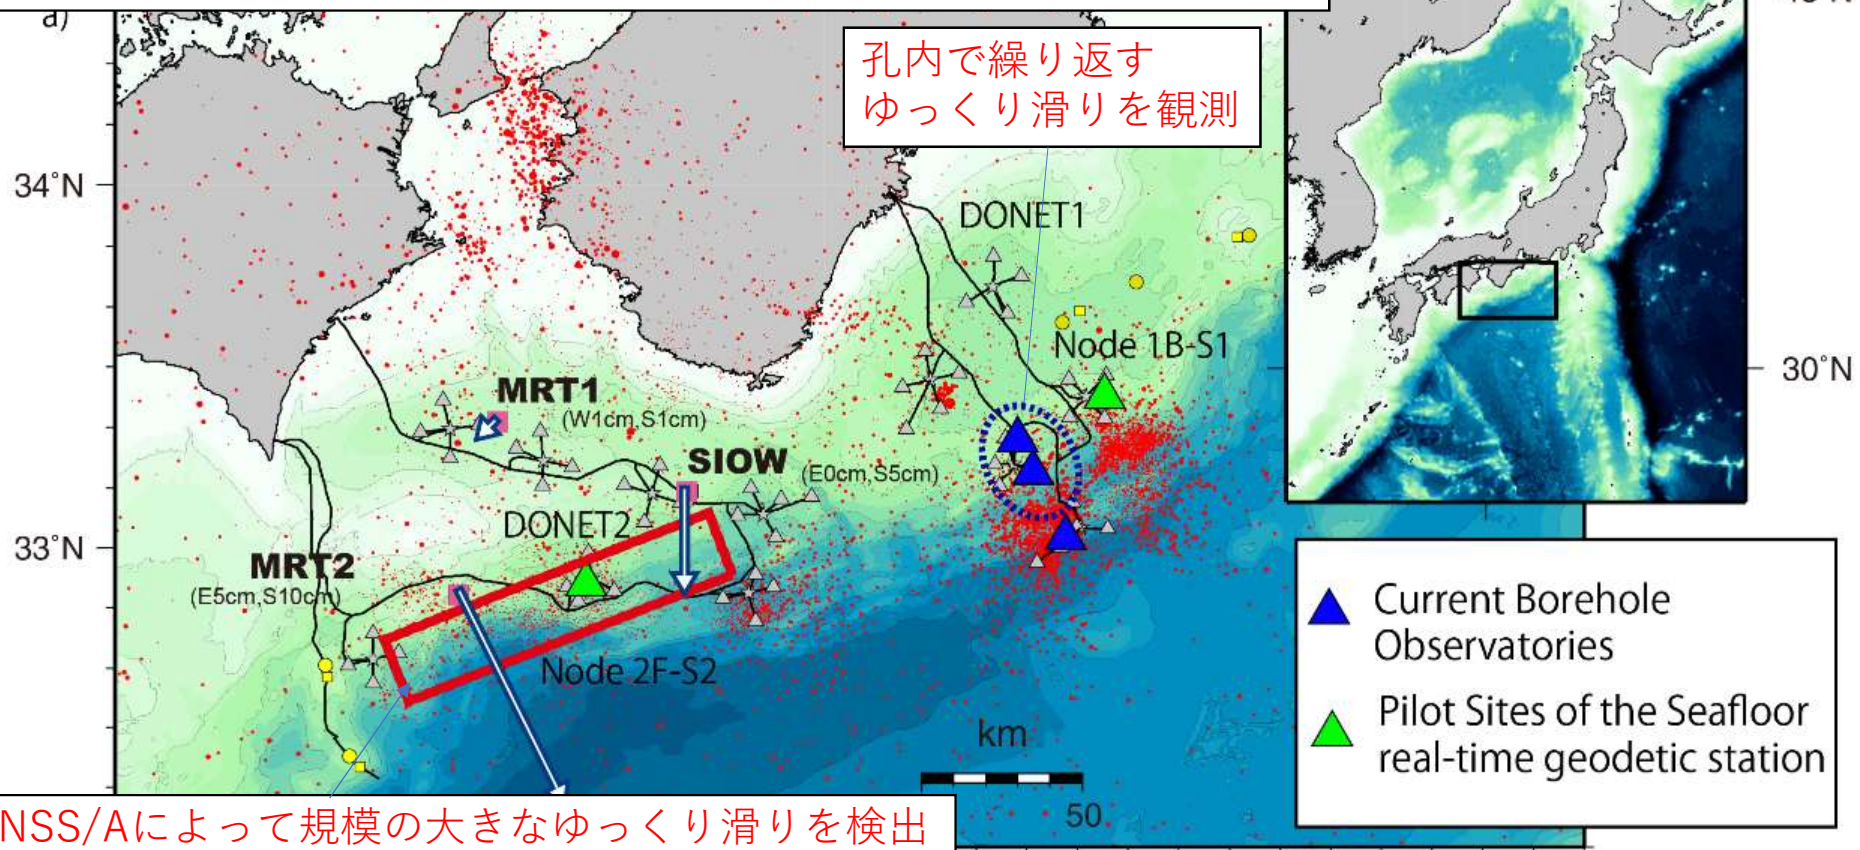 a)
孔内で繰り返す
ゆっくり滑りを観測
34°N
DONET1
Node 1B-S1
30°N
MRT1
(W1cm,S1cm)
SIOW
(E0cm,S5cm)
DONET2
33°N
MRT2
(E5cm,S10cm)
Node 2F-S2
Current Borehole
Observatories
km
Pilot Sites of the Seafloor
real-time geodetic station
50
NSS/Aによって規模の大きなゆっくり滑りを検出